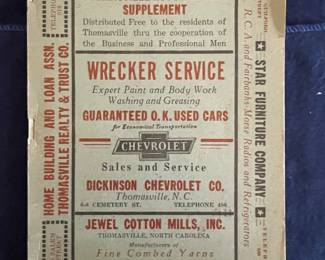 SUPPLEMENT
Distributed Free to the residents of
Thomasville thru the cooperation of
the Business and Professional Men
WRECKER SERVICE
Expert Paint and Body Work
Washing and Greasing
GUARANTEED O.K. USED CARS
for Economical Transportation
CHEVROLET
Sales and Service
DICKINSON CHEVROLET CO.
Thomasville, N.C.
CEMETERY ST. TELEPHONE
JEWEL COTTON MILLS, INC.
THOMASVILLE, NORTH CAROLINA
Manufacturers of
Fine Combed Yarns
HOME BUILDING AND LOAN ASSN.
THOMASVILLE REALTY & TRUST CO.
STAR FURNITURE COMPANY
R.C.A and Fairbanks-Morse Radios and Refrigerators